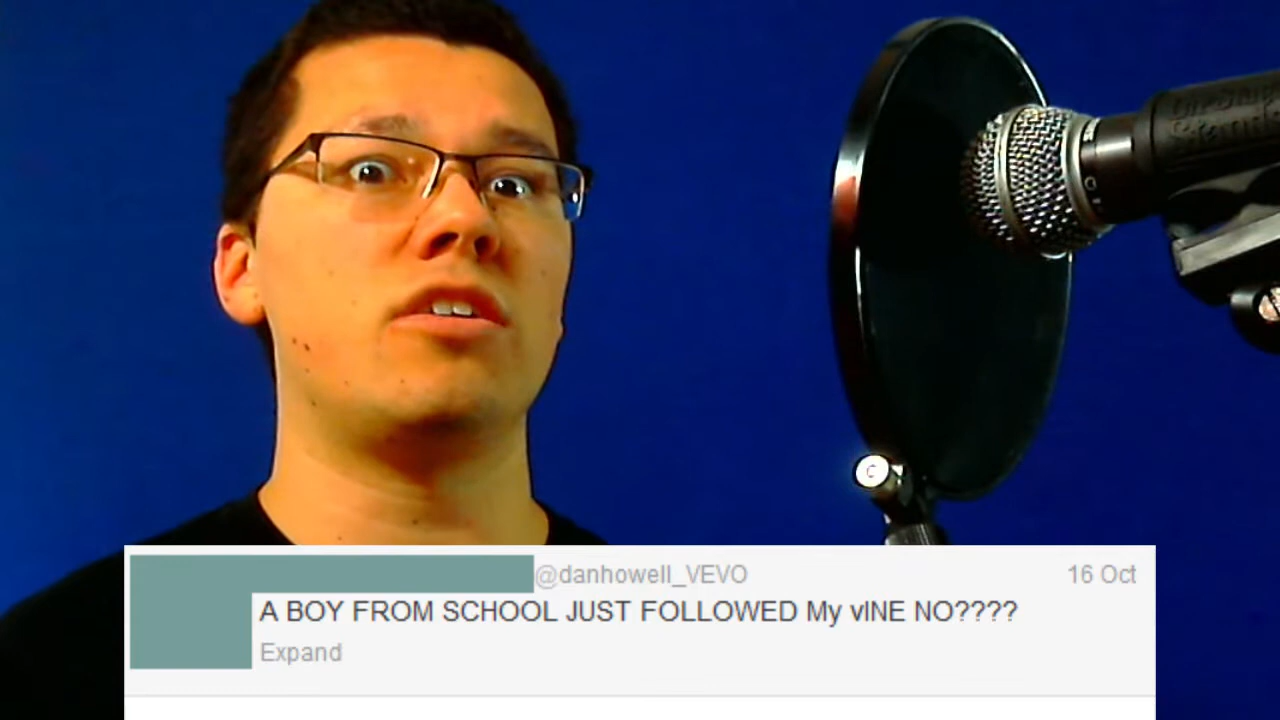 @danhowell_VEVO 16 Oct
A BOY FROM SCHOOL JUST FOLLOWED My vINE NO????
Expand